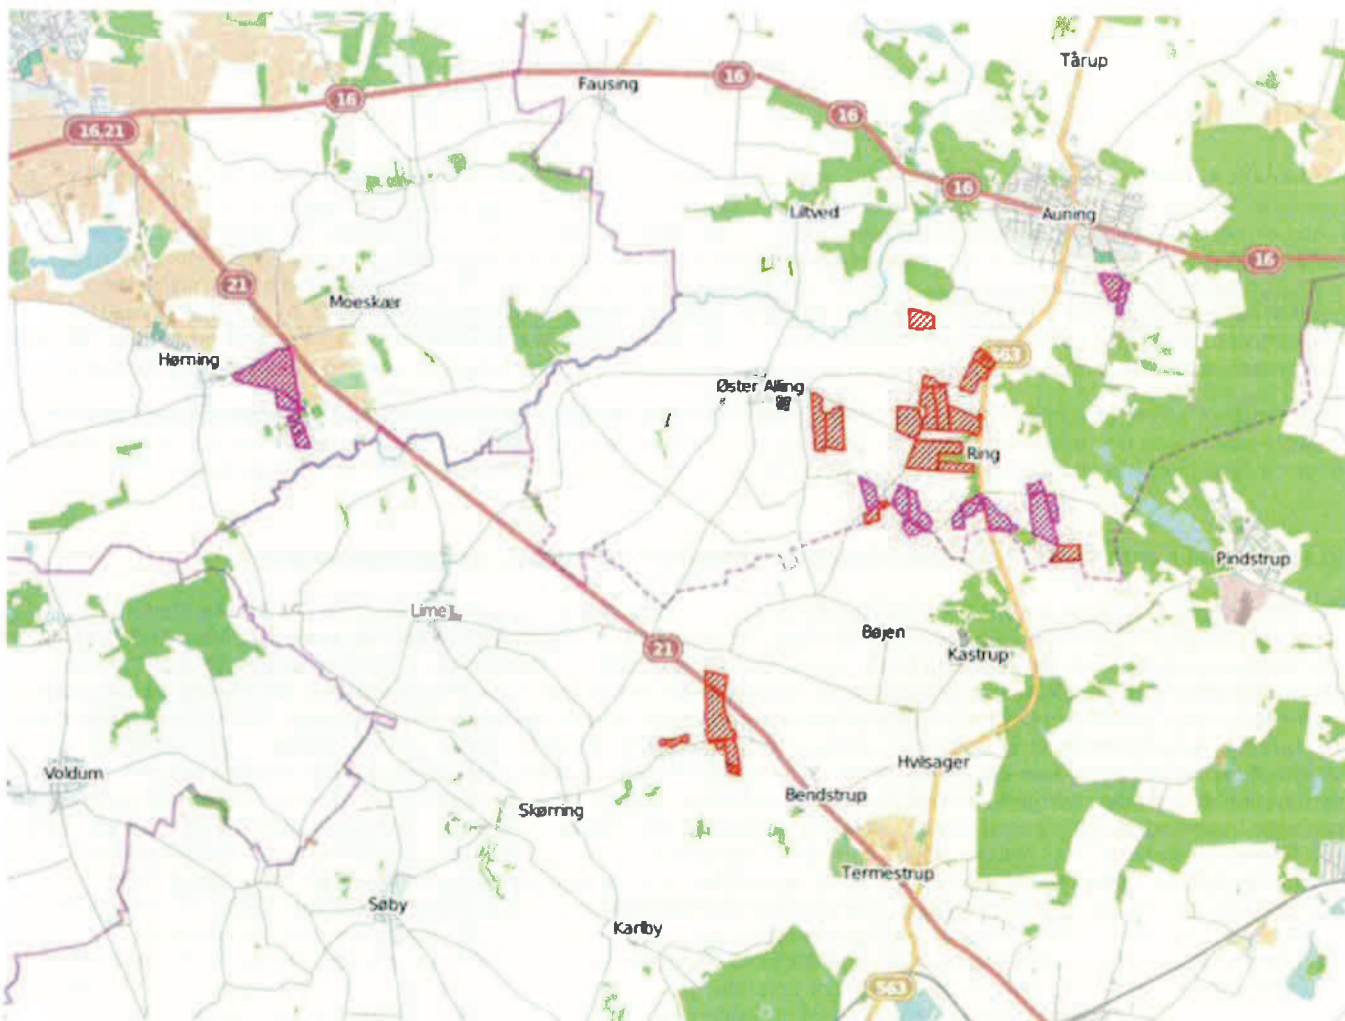 Tårup
16
Fausing
16
16
16,21
16
Liltved
Auning
16
21
Moeskær
Hørning
563
Øster Alling
Ring
Pindstrup
Lime
Bøjen
21
Kastrup
Hvilsager
Voldum
Bendstrup
Skørring
Termestrup
Søby
Karlby
563